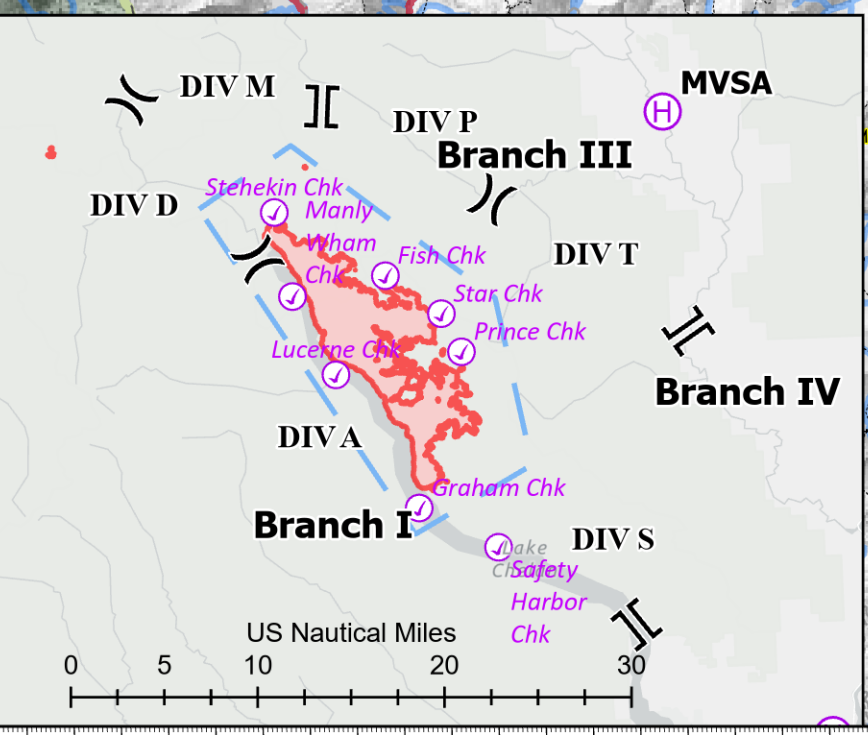 MVSA
H
DIV M
DIV P
Branch III
Stehekin Chk
DIV D
Manly
Wham
Chk
Fish Chk
DIV T
Star Chk
Prince Chk
Lucerne Chk
Branch IV
DIV A
Graham Chk
Branch I
DIV S
Lake
Safety
Harbor
Chk
US Nautical Miles
0 5 10 20 30